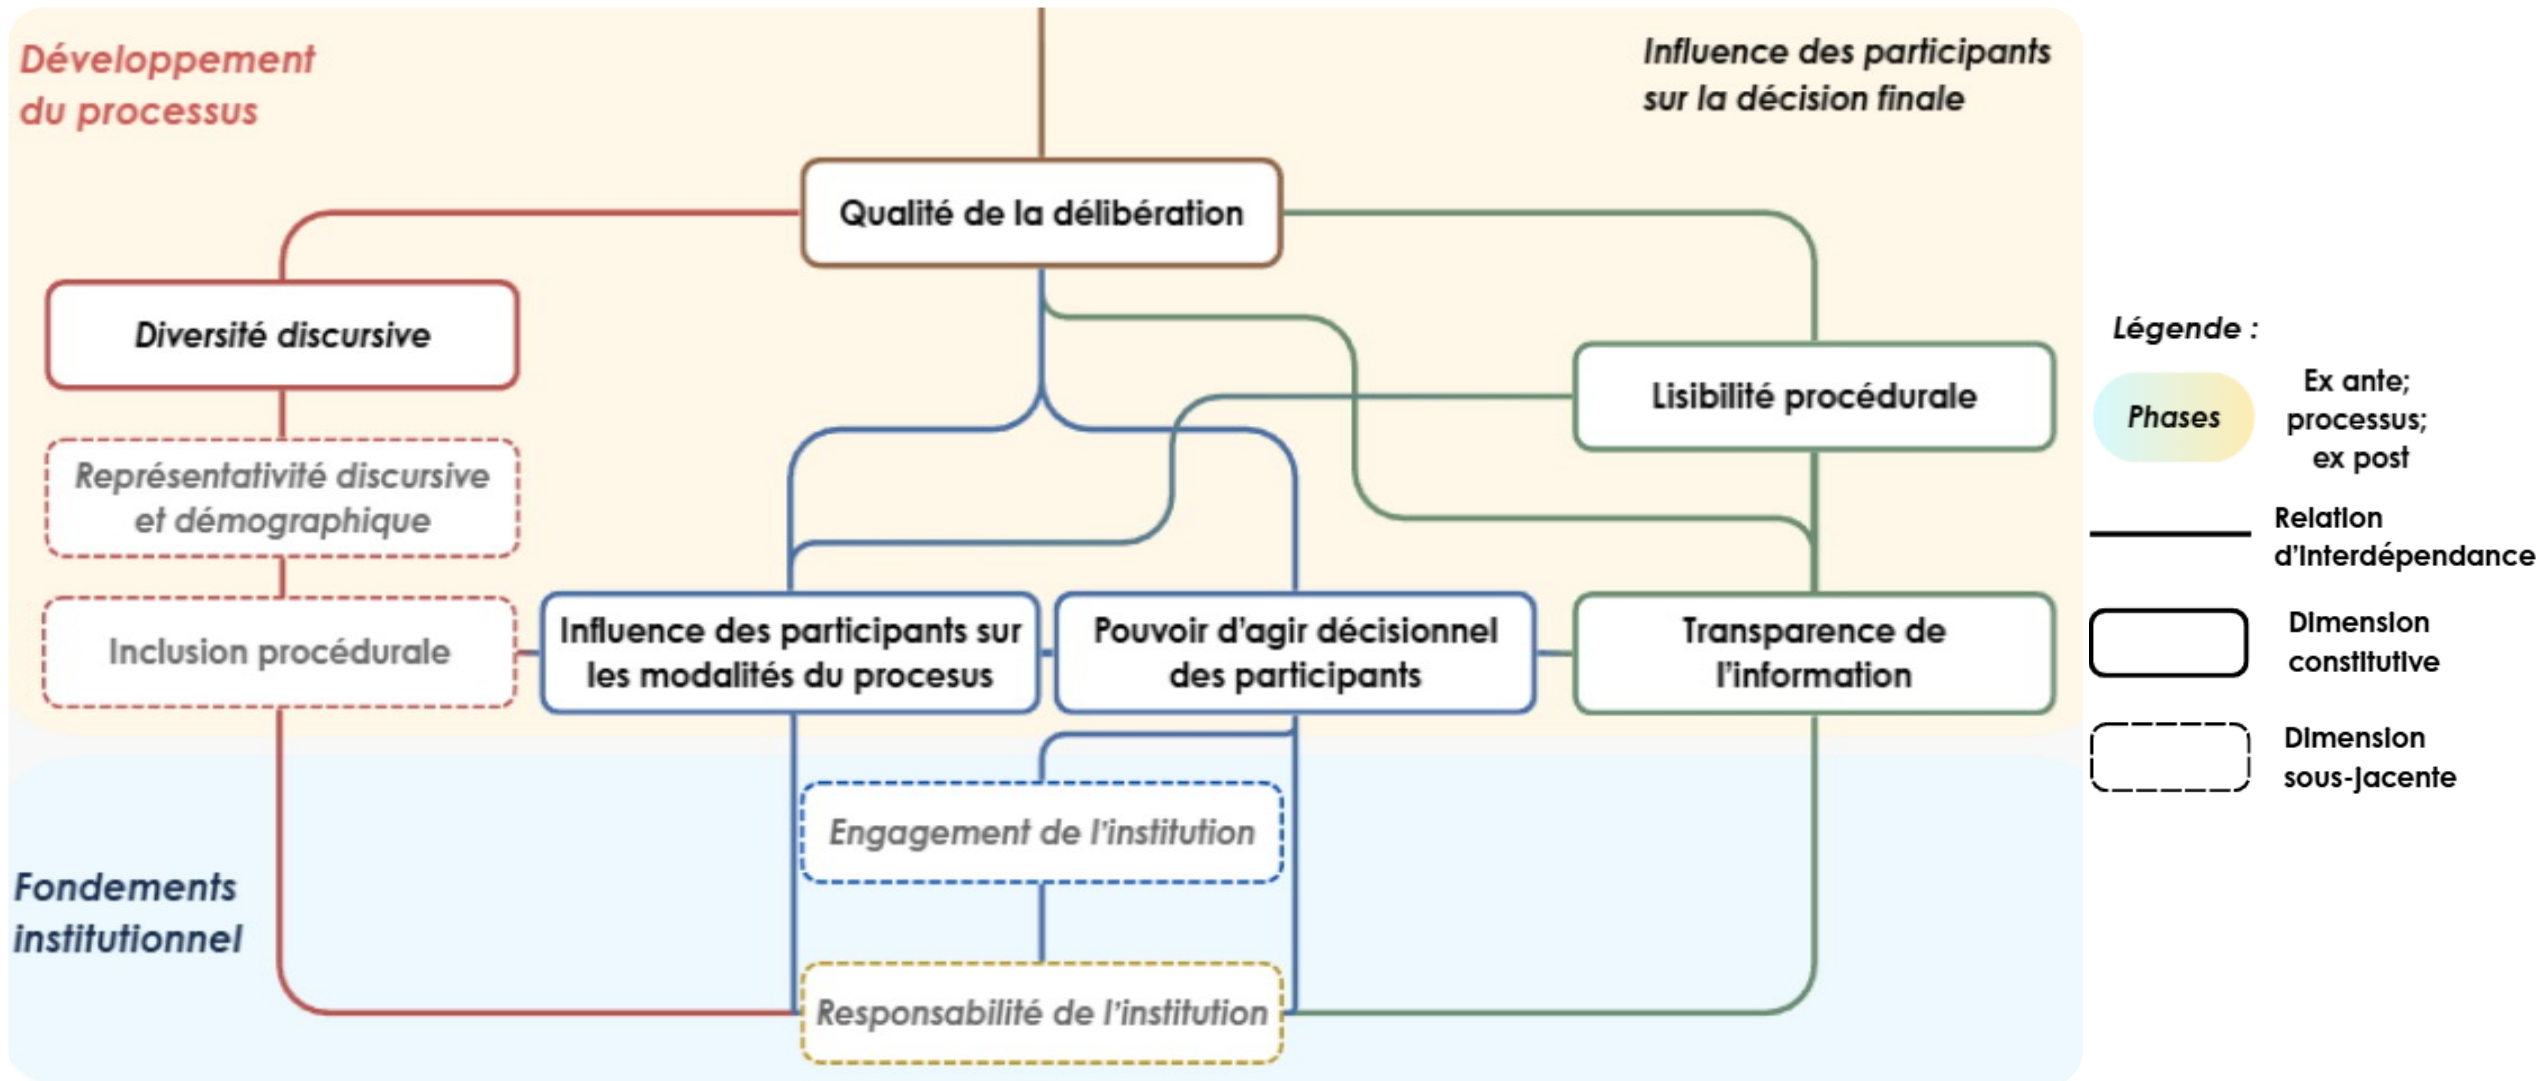 Développement
du processus
Influence des participants
sur la décision finale
Qualité de la délibération
Diversité discursive
Lisibilité procédurale
Représentativité discursive
et démographique
Inclusion procédurale
Influence des participants sur
les modalités du procesus
Pouvoir d'agir décisionnel
des participants
Transparence de
l'information
Engagement de l'institution
Fondements
institutionnel
Responsabilité de l'institution
Légende :
Phases
Ex ante;
processus;
ex post
Relation
d'interdépendance
Dimension
constitutive
Dimension
sous-jacente